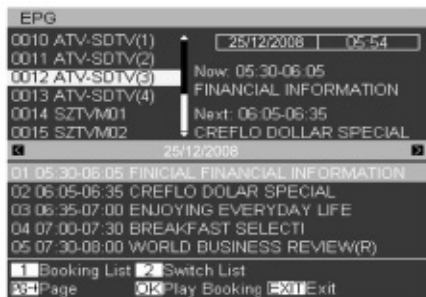 EPG
0010 ATV-SDTV(1)
0011 ATV-SDTV(2)
0012 ATV-SDTV(3)
0013 ATV-SDTV(4)
0014 SZTVM01
0015 SZTVM02
25/12/2008 05:54
Now: 05:30-06:05
FINANCIAL INFORMATION
Next: 06:05-06:35
CREFLO DOLLAR SPECIAL
25/12/2008
01 05:30-06:05 FINICIAL FINANCIAL INFORMATION
02 06:05-06:35 CREFLO DOLAR SPECIAL
03 06:35-07:00 ENJOYING EVERYDAY LIFE
04 07:00-07:30 BREAKFAST SELECTI
05 07:30-08:00 WORLD BUSINESS REVIEW(R)
1 Booking List 2 Switch List
Page OK Play Booking EXIT Exit